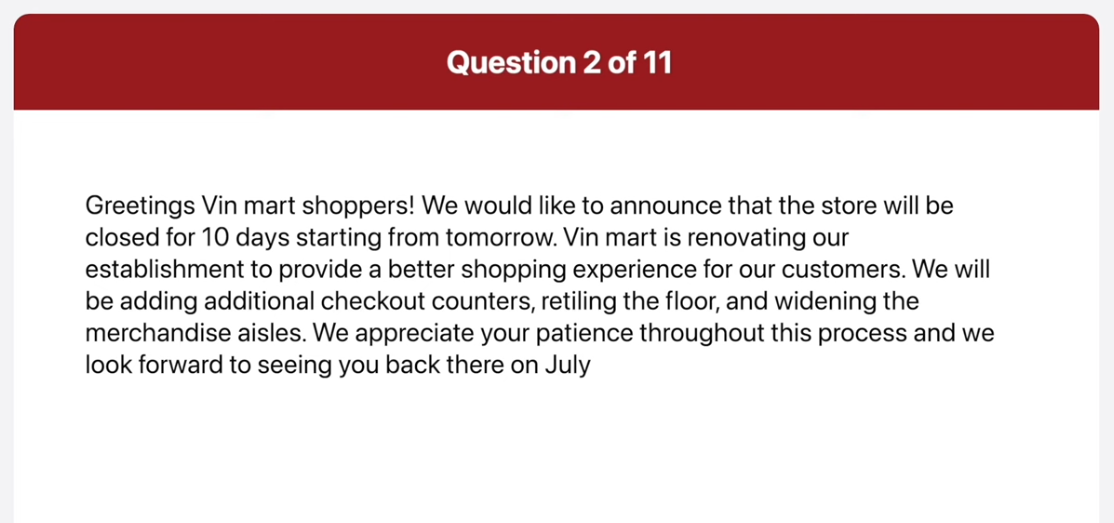 Question 2 of 11
Greetings Vin mart shoppers! We would like to announce that the store will be
closed for 10 days starting from tomorrow. Vin mart is renovating our
establishment to provide a better shopping experience for our customers. We will
be adding additional checkout counters, retiling the floor, and widening the
merchandise aisles. We appreciate your patience throughout this process and we
look forward to seeing you back there on July